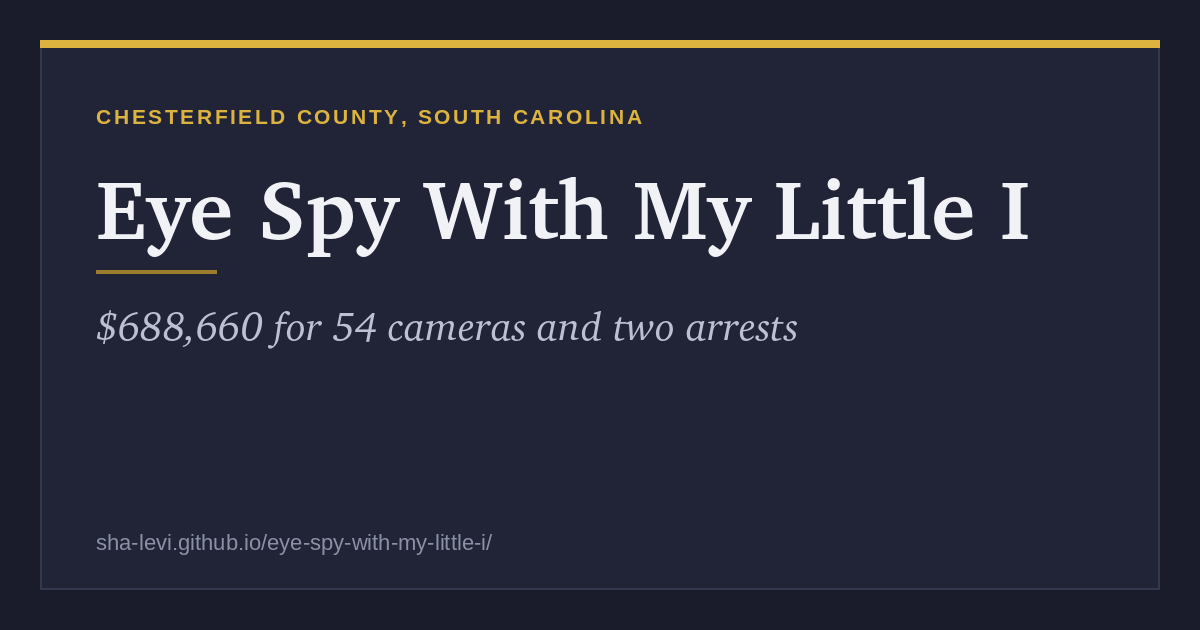 CHESTERFIELD COUNTY, SOUTH CAROLINA
Eye Spy With My Little I
$688,660 for 54 cameras and two arrests
sha-levi.github.io/eye-spy-with-my-little-i/